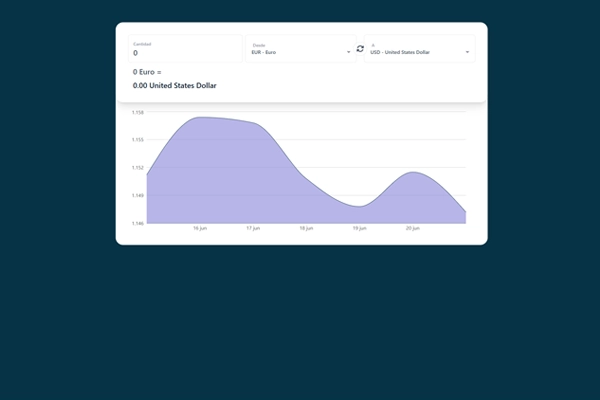 Cantidad
0
Desde
EUR - Euro
A
USD - United States Dollar
0 Euro =
0.00 United States Dollar
1.158
1.155
1.152
1.149
1.146
16 jun
17 jun
18 jun
19 jun
20 jun